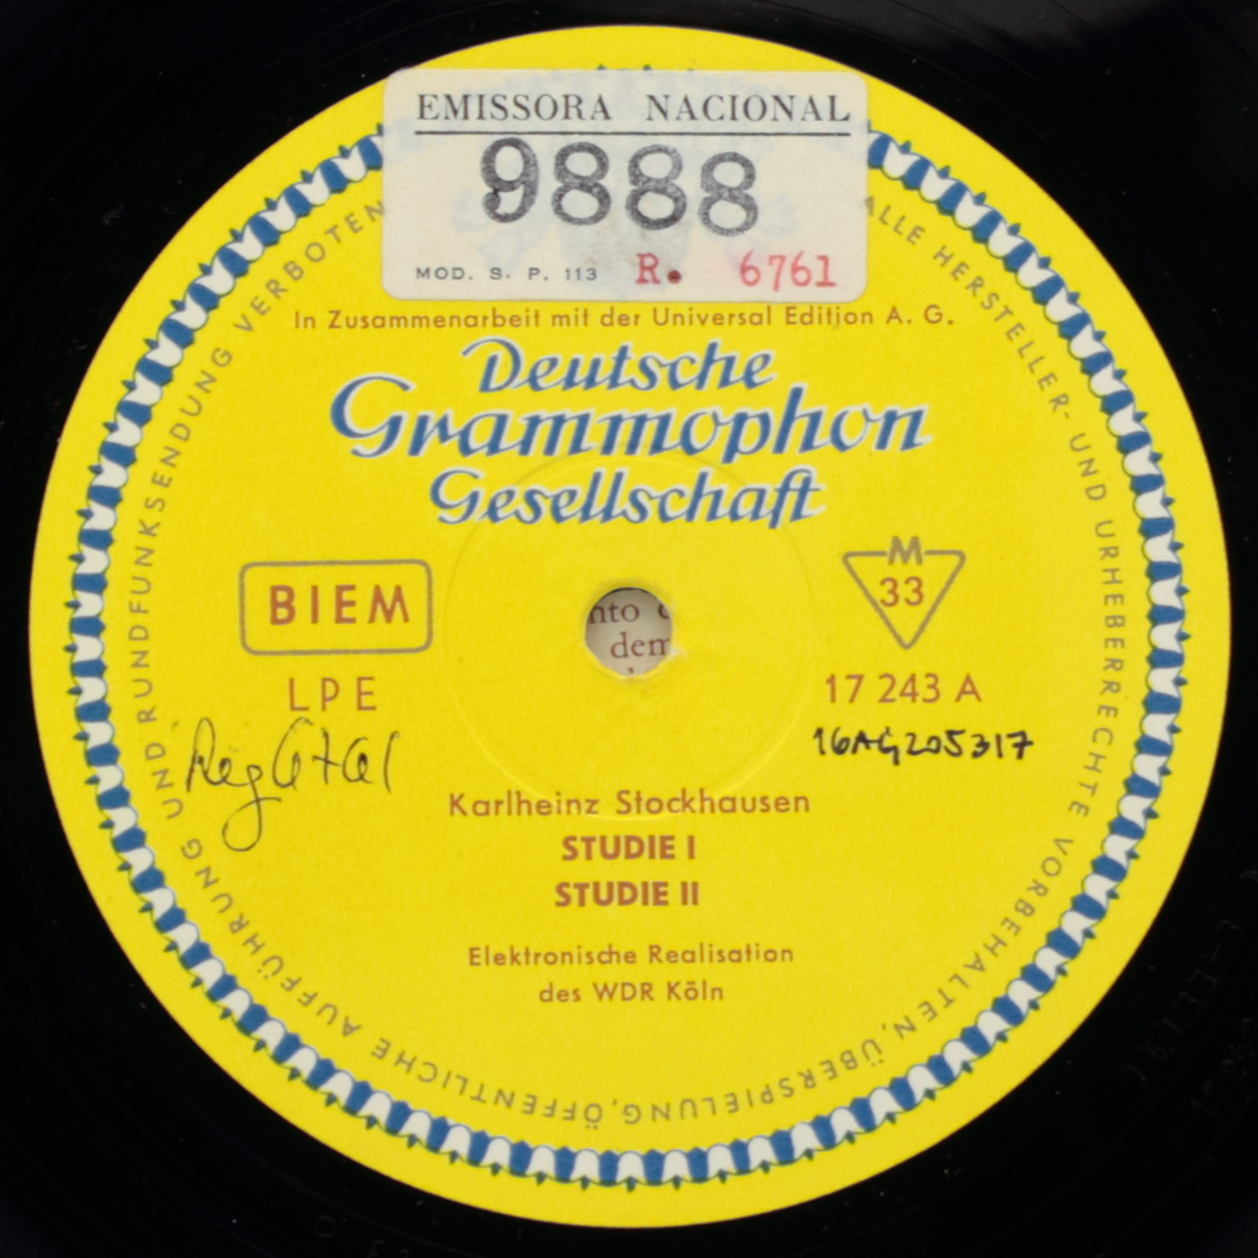 EMISSORA NACIONAL
9888
MOD. S. P. 113 R. 6761
In Zusammenarbeit mit der Universal Edition A. G.
Deutsche
Grammophon
Gesellschaft
BIEM
M
33
LPE
17 243 A
16AG205317
Karlheinz Stockhausen
STUDIE I
STUDIE II
Elektronische Realisation
des WDR Köln
ALLE HERSTELLER- UND URHEBERRECHTE VORBEHALTEN, ÜBERSPIELUNG, ÖFFENTLICHE AUFFÜHRUNG UND RUNDFUNKSENDUNG VERBOTEN
dem